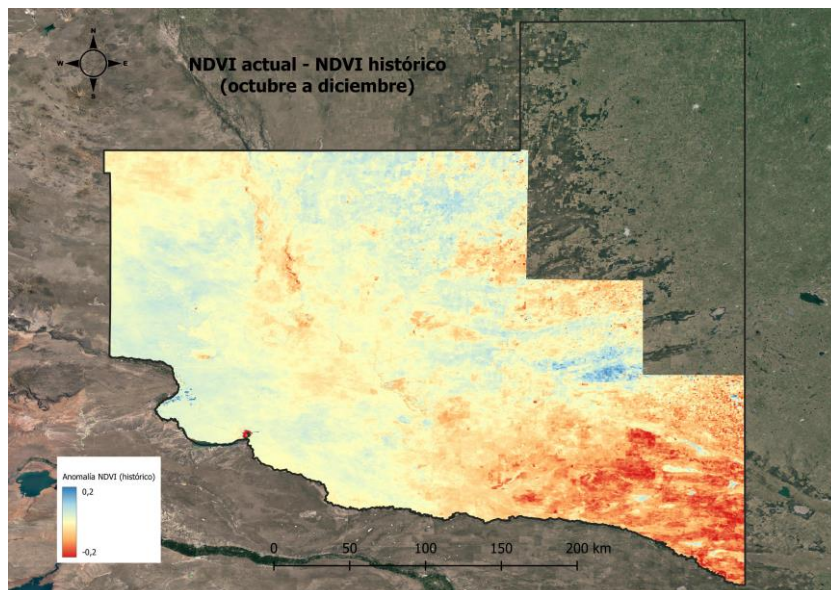 N
W E
S
NDVI actual - NDVI histórico
(octubre a diciembre)
Anomalía NDVI (histórico)
0,2
-0,2
0 50 100 150 200 km